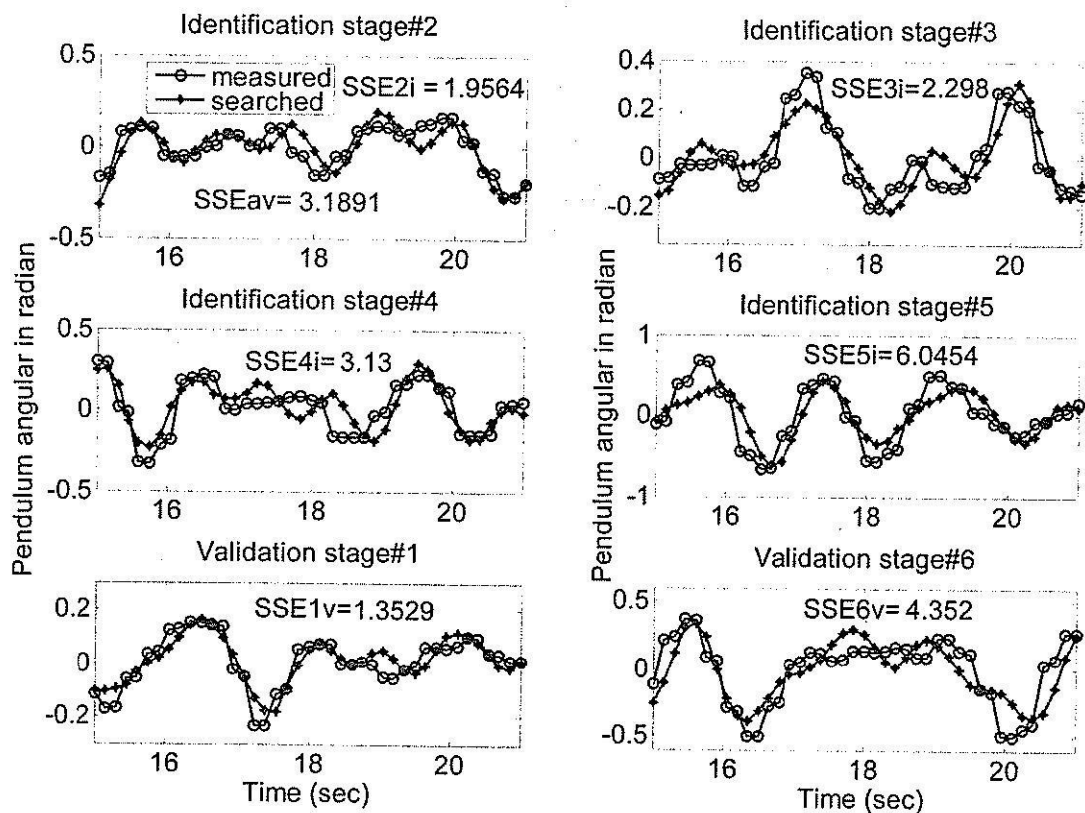 Identification stage#2
0.5
0
-0.5
measured
searched
SSE2i = 1.9564
SSEav= 3.1891
16
18
20
Identification stage#3
0.4
0.2
0
-0.2
SSE3i=2.298
16
18
20
Identification stage#4
0.5
0
-0.5
SSE4i= 3.13
16
18
20
Identification stage#5
1
0
-1
SSE5i=6.0454
16
18
20
Validation stage#1
0.2
0
-0.2
SSE1v=1.3529
16
18
20
Time (sec)
Validation stage#6
0.5
0
-0.5
SSE6v= 4.352
16
18
20
Time (sec)
Pendulum angular in radian
Pendulum angular in radian